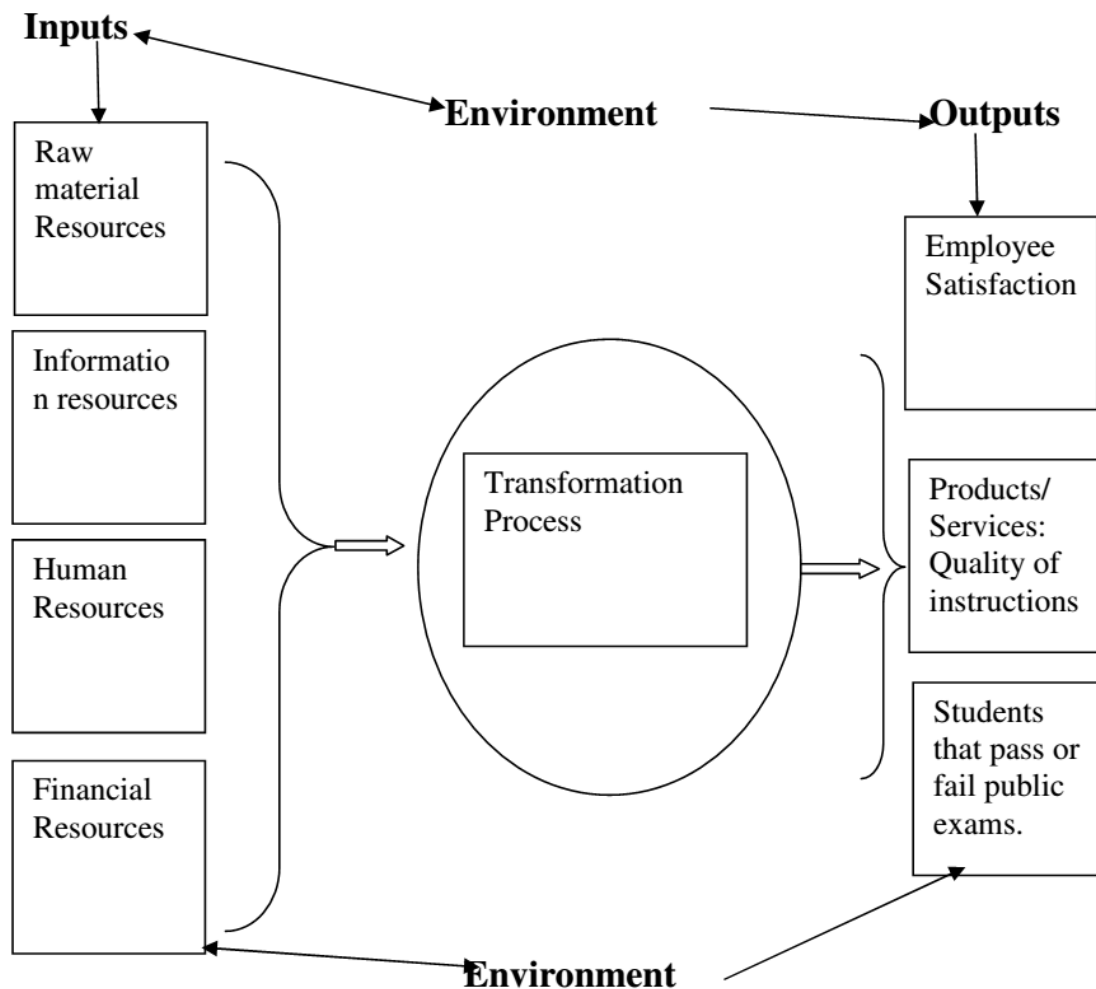 Inputs
Environment
Outputs
Raw
material
Resources
Informatio
n resources
Human
Resources
Financial
Resources
Transformation
Process
Employee
Satisfaction
Products/
Services:
Quality of
instructions
Students
that pass or
fail public
exams.
Environment